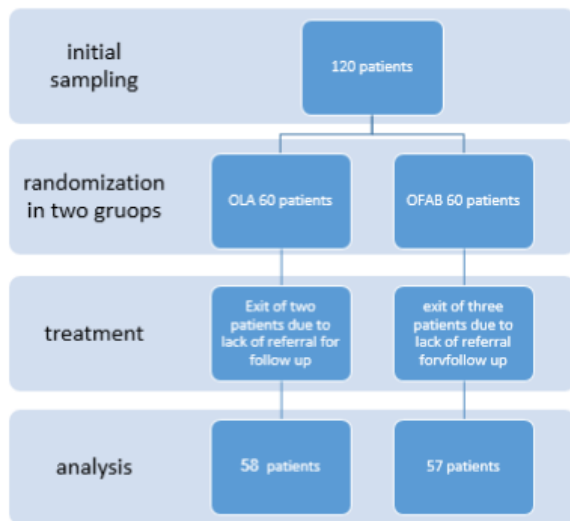 initial
sampling
120 patients
randomization
in two gruops
OLA 60 patients
OFAB 60 patients
treatment
Exit of two
patients due to
lack of referral for
follow up
exit of three
patients due to
lack of referral
forvfollow up
analysis
58 patients
57 patients